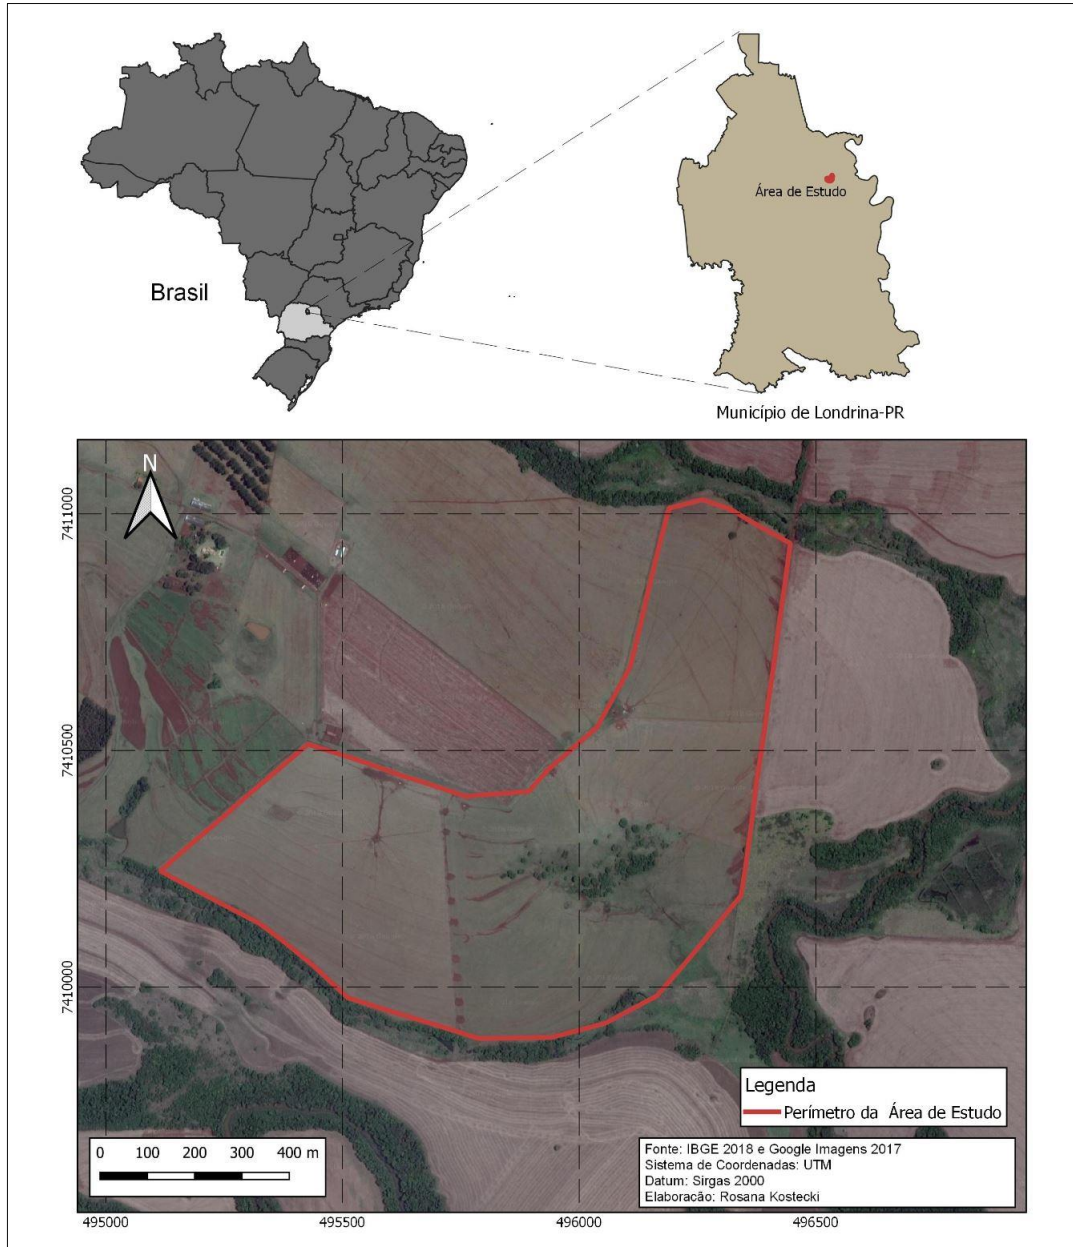 Brasil
Área de Estudo
Município de Londrina-PR
N
7411000
7410500
7410000
Legenda
Perímetro da Área de Estudo
0 100 200 300 400 m
Fonte: IBGE 2018 e Google Imagens 2017
Sistema de Coordenadas: UTM
Datum: Sirgas 2000
Elaboracão: Rosana Kostecki
495000 495500 496000 496500